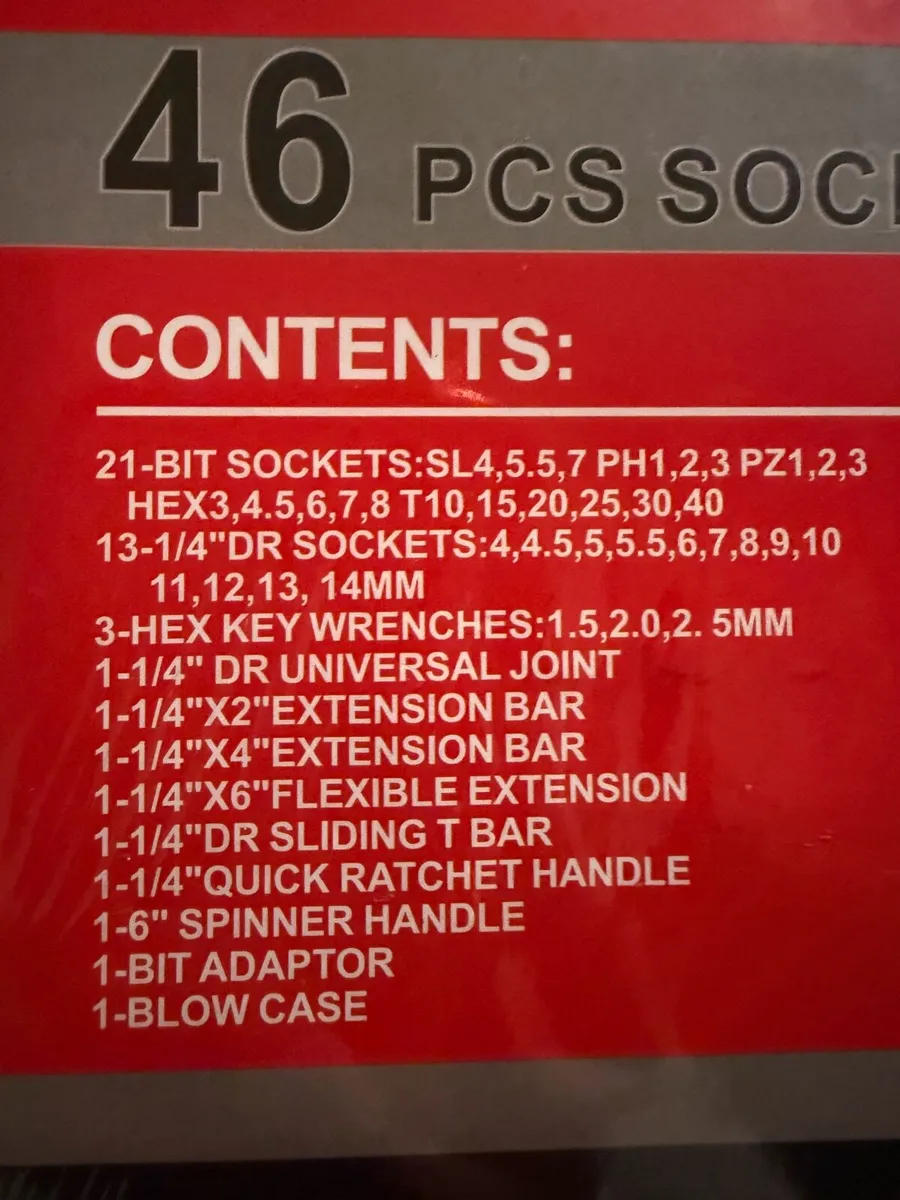 46 PCS SOC
CONTENTS:
21-BIT SOCKETS:SL4,5.5,7 PH1,2,3 PZ1,2,3
HEX3,4.5,6,7,8 T10,15,20,25,30,40
13-1/4"DR SOCKETS:4,4.5,5,5.5,6,7,8,9,10
11,12,13, 14MM
3-HEX KEY WRENCHES:1.5,2.0,2. 5MM
1-1/4" DR UNIVERSAL JOINT
1-1/4"X2"EXTENSION BAR
1-1/4"X4"EXTENSION BAR
1-1/4"X6"FLEXIBLE EXTENSION
1-1/4"DR SLIDING T BAR
1-1/4"QUICK RATCHET HANDLE
1-6" SPINNER HANDLE
1-BIT ADAPTOR
1-BLOW CASE